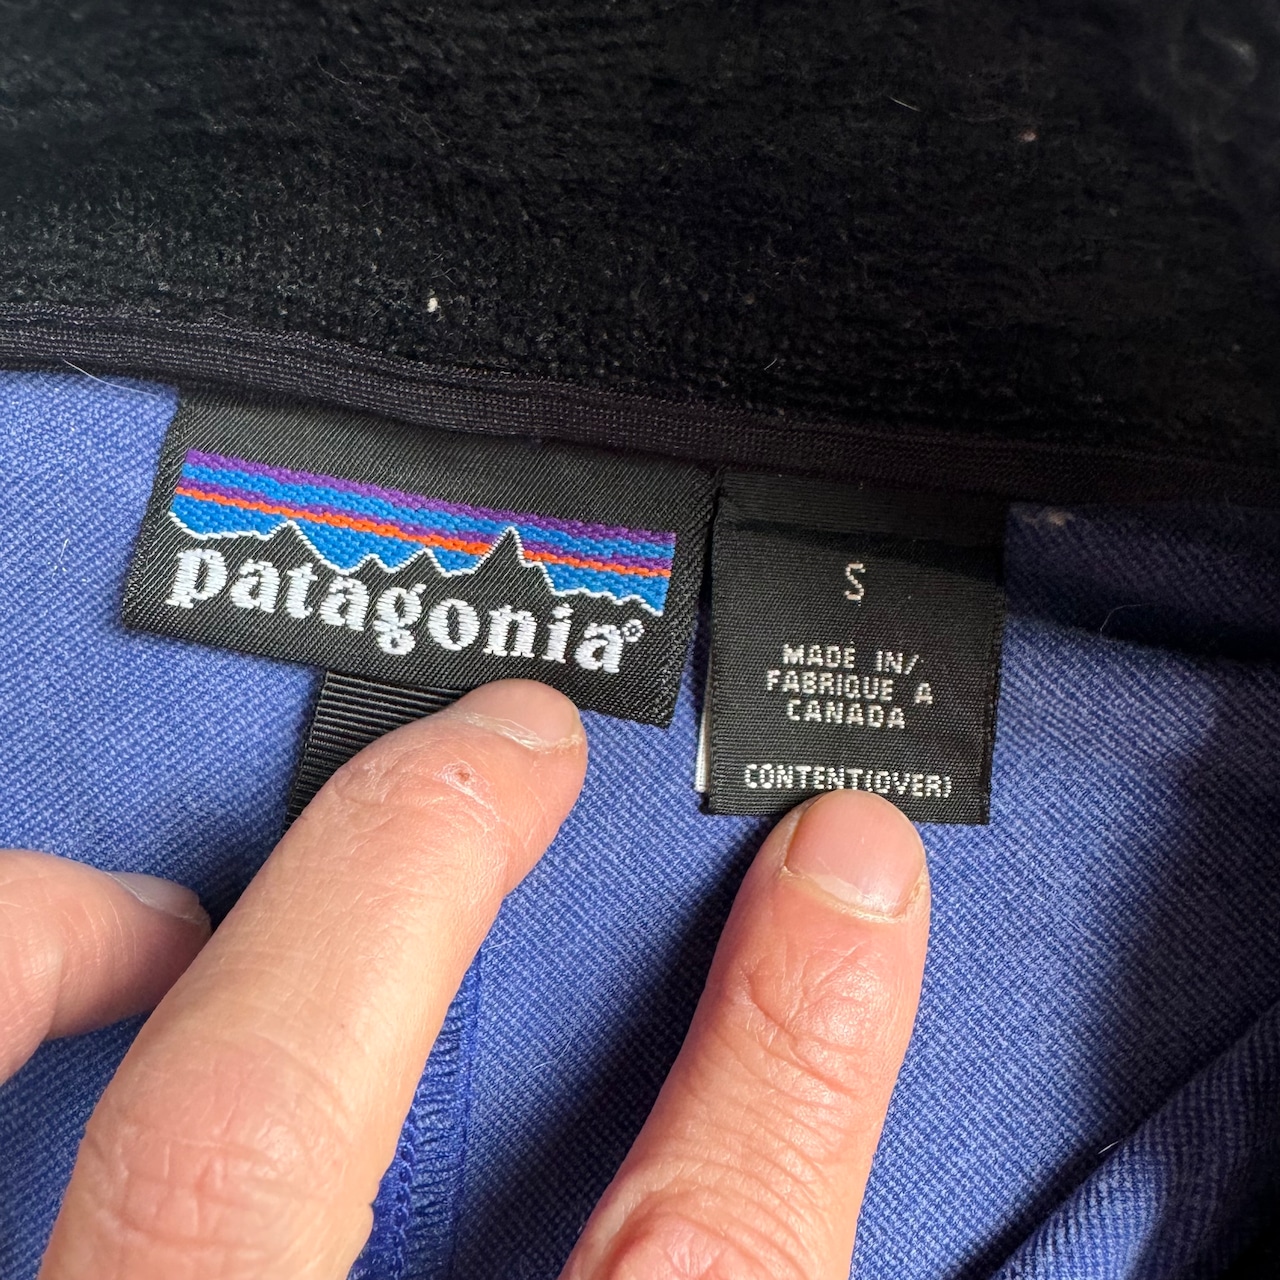 patagonia®
S
MADE IN/
FABRIQUE A
CANADA
CONTENT(OVER)